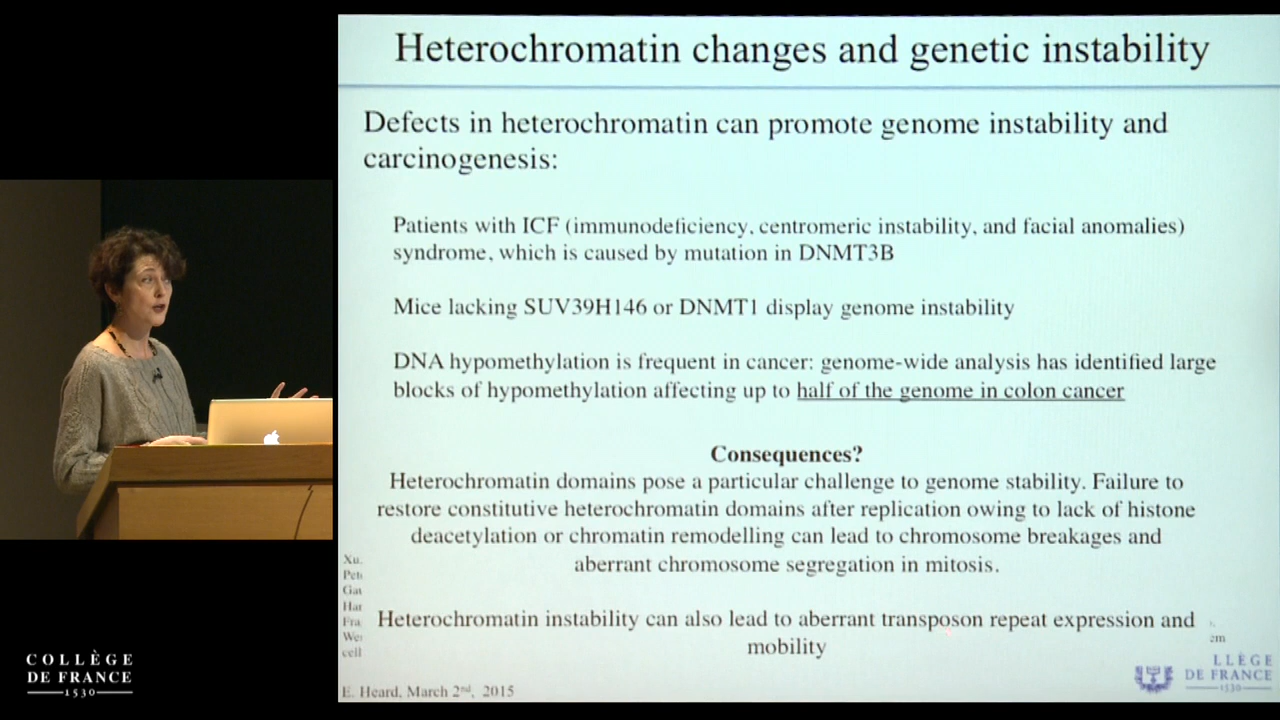 Heterochromatin changes and genetic instability
Defects in heterochromatin can promote genome instability and
carcinogenesis:
Patients with ICF (immunodeficiency, centromeric instability, and facial anomalies)
syndrome, which is caused by mutation in DNMT3B
Mice lacking SUV39H146 or DNMT1 display genome instability
DNA hypomethylation is frequent in cancer: genome-wide analysis has identified large
blocks of hypomethylation affecting up to half of the genome in colon cancer
Consequences?
Heterochromatin domains pose a particular challenge to genome stability. Failure to
restore constitutive heterochromatin domains after replication owing to lack of histone
deacetylation or chromatin remodelling can lead to chromosome breakages and
aberrant chromosome segregation in mitosis.
Xu.
Heterochromatin instability can also lead to aberrant transposon repeat expression and
mobility
cell
E. Heard, March 2nd, 2015
LLÈGE
DE FRANCE
1530
COLLÈGE
DE FRANCE
1530